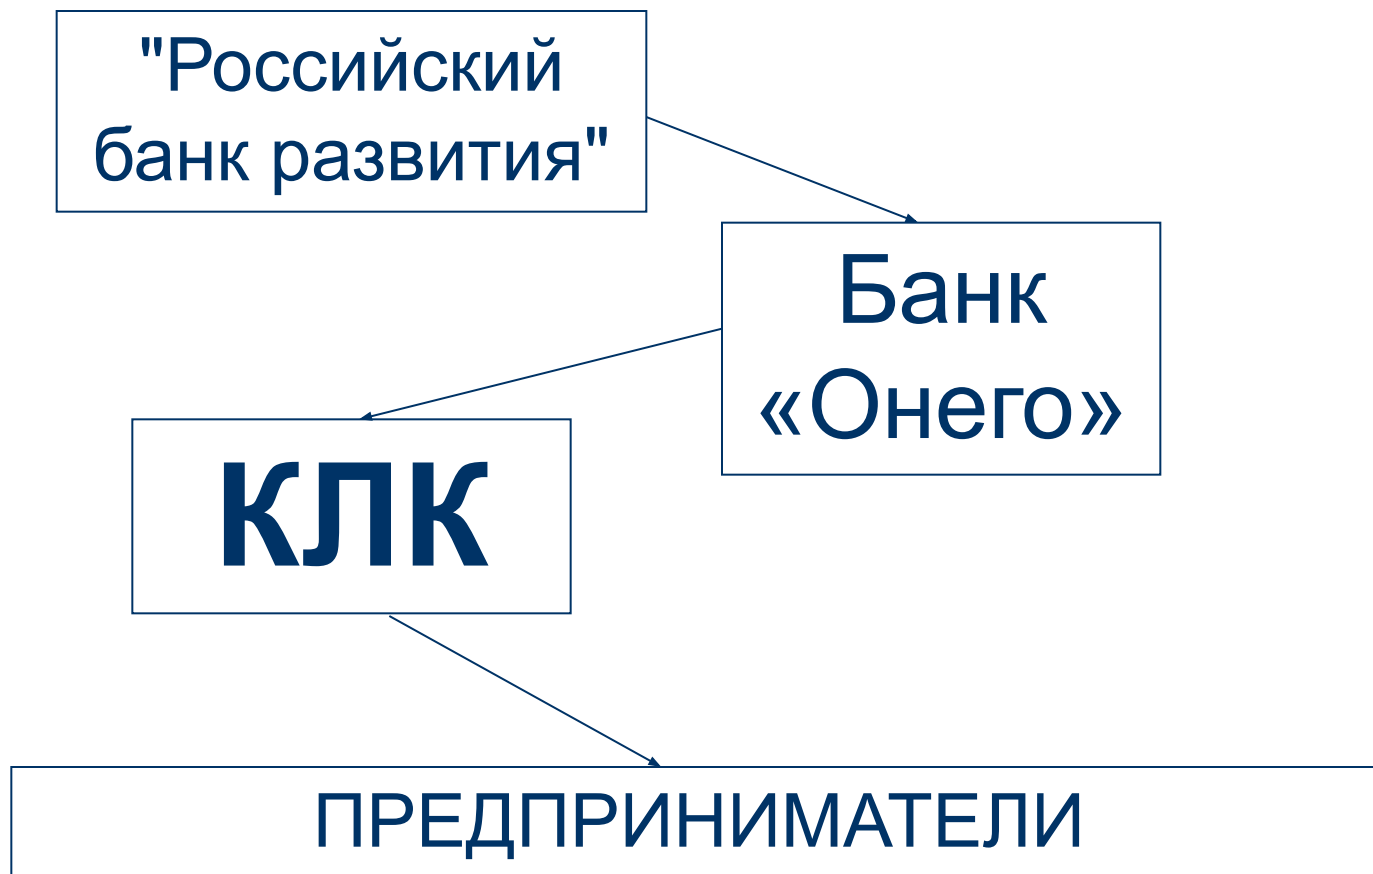 "Российский
банк развития"
Банк
«Онего»
КЛК
ПРЕДПРИНИМАТЕЛИ